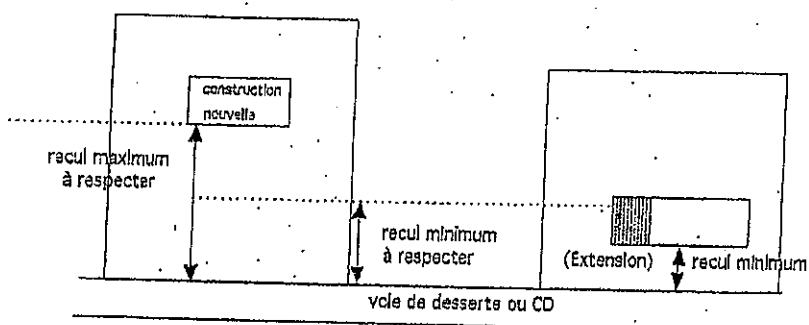 construction
nouvelle
recul maximum
à respecter
recul minimum
à respecter
(Extension)
recul minimum
voie de desserte ou CD